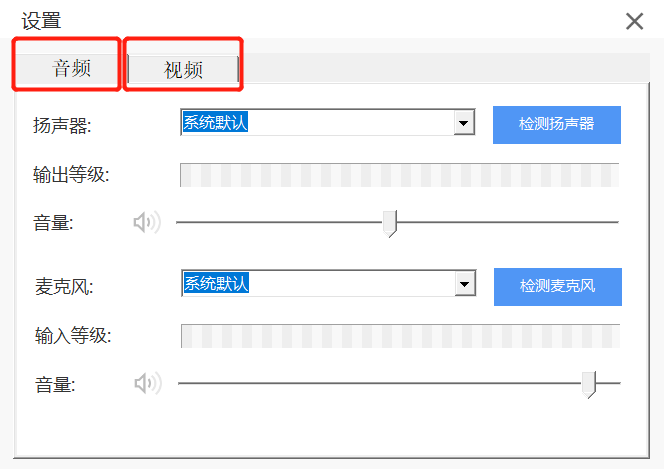 设置
音频
视频
扬声器:
系统默认
检测扬声器
输出等级:
音量:
麦克风:
系统默认
检测麦克风
输入等级:
音量: